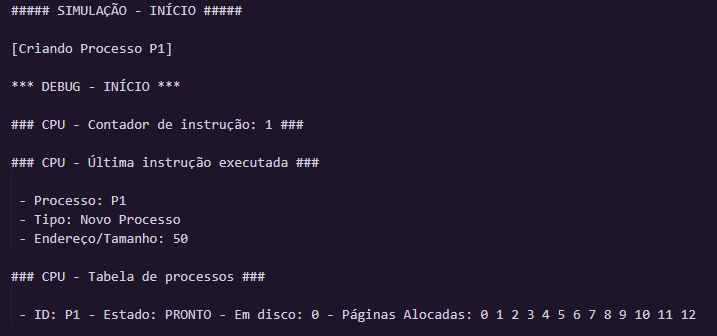 ##### SIMULAÇÃO - INÍCIO #####
[Criando Processo P1]
*** DEBUG - INÍCIO ***
### CPU - Contador de instrução: 1 ###
### CPU - Última instrução executada ###
- Processo: P1
- Tipo: Novo Processo
- Endereço/Tamanho: 50
### CPU - Tabela de processos ###
- ID: P1 - Estado: PRONTO - Em disco: 0 - Páginas Alocadas: 0 1 2 3 4 5 6 7 8 9 10 11 12